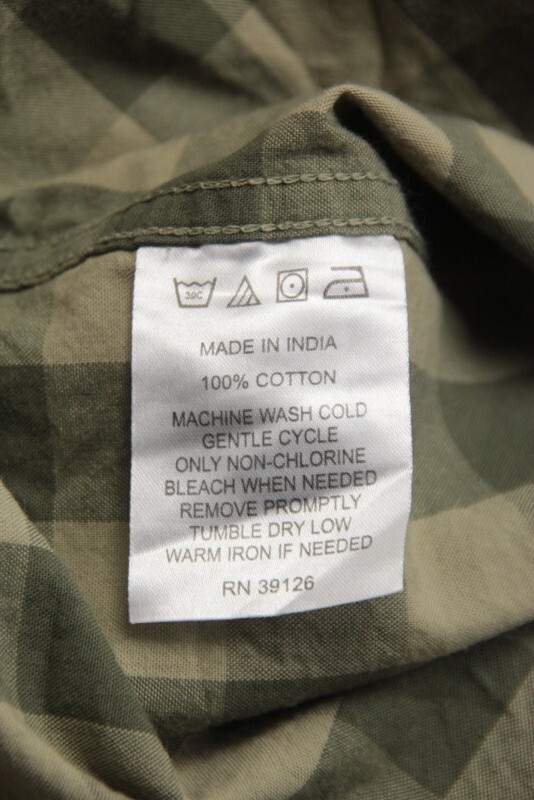 30C
MADE IN INDIA
100% COTTON
MACHINE WASH COLD
GENTLE CYCLE
ONLY NON-CHLORINE
BLEACH WHEN NEEDED
REMOVE PROMPTLY
TUMBLE DRY LOW
WARM IRON IF NEEDED
RN 39126